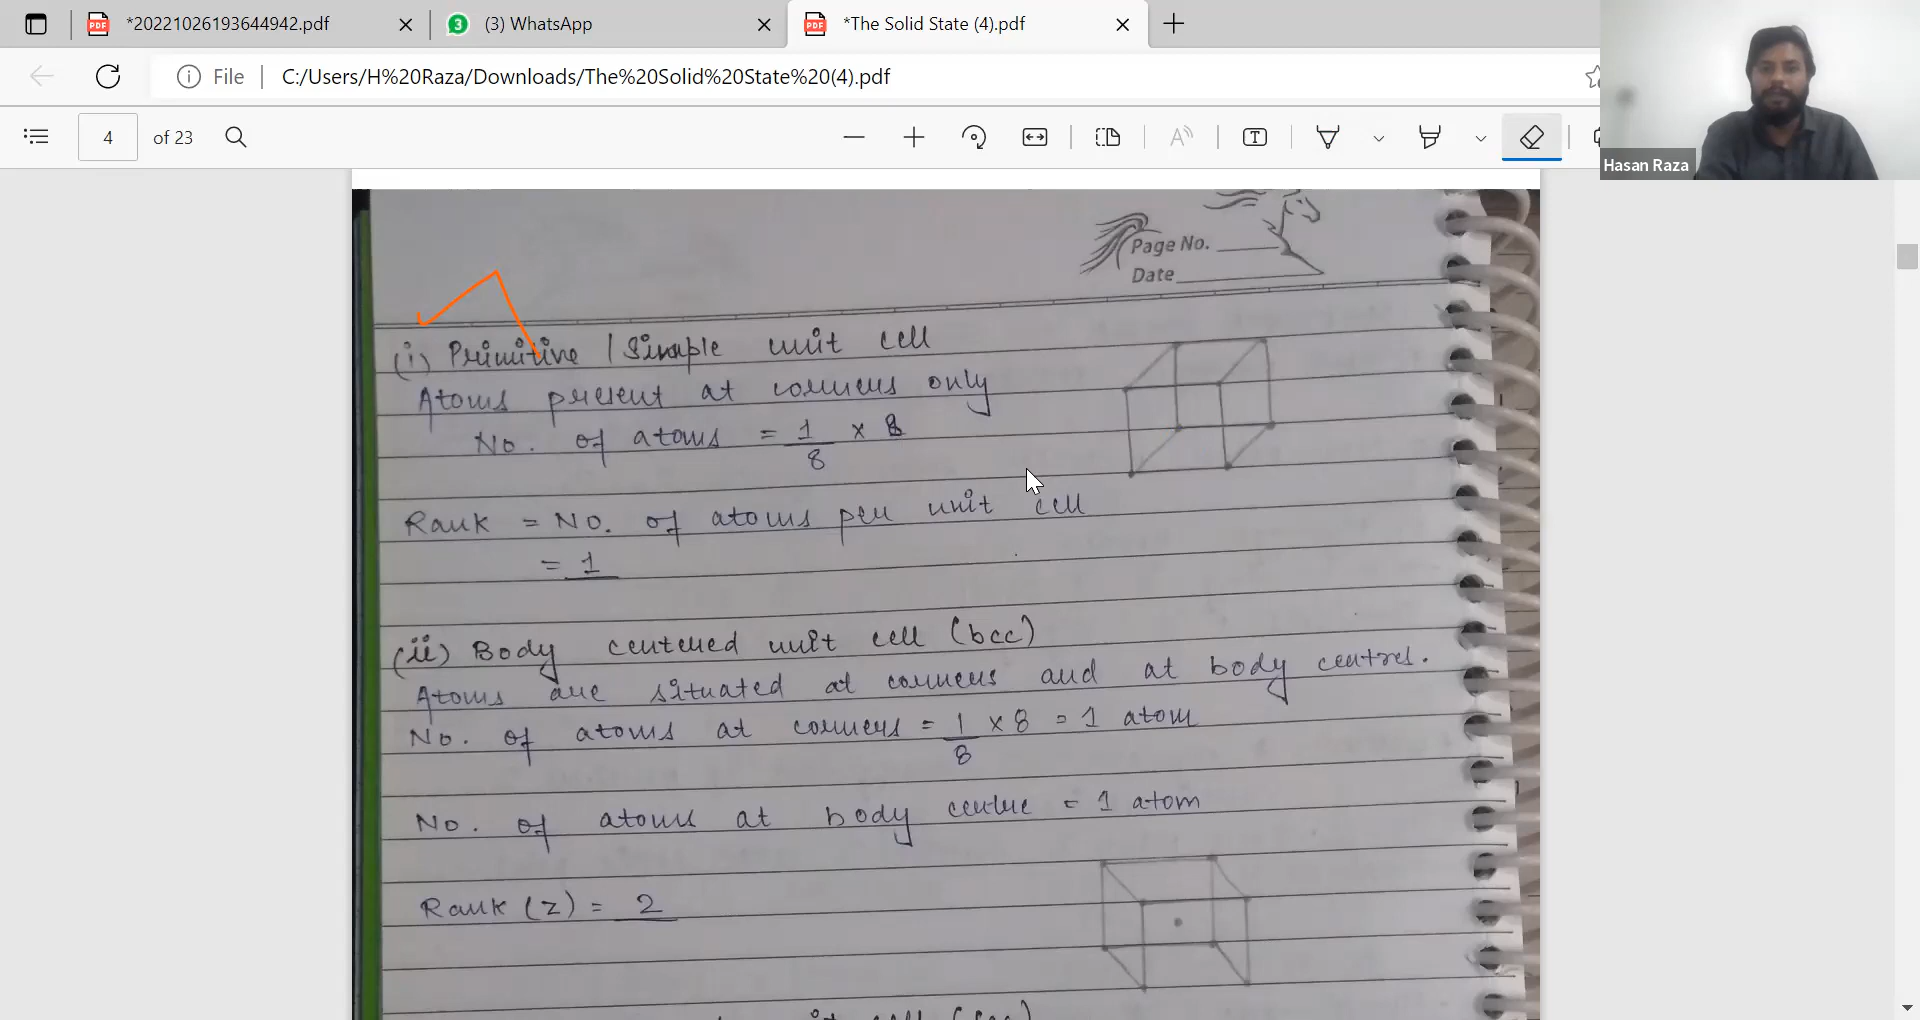 *20221026193644942.pdf
(3) WhatsApp
*The Solid State (4).pdf
File
C:/Users/H%20Raza/Downloads/The%20Solid%20State%20(4).pdf
4 of 23
Hasan Raza
Page No.
Date
(i) Primitive / Simple unit cell
Atoms present at corners only
No. of atoms = 1/8 × 8
Rank = No. of atoms per unit cell
= 1
(ii) Body centered unit cell (bcc)
Atoms are situated at corners and at body centres.
No. of atoms at corners = 1/8 × 8 = 1 atom
No. of atoms at body centre = 1 atom
Rank (z) = 2